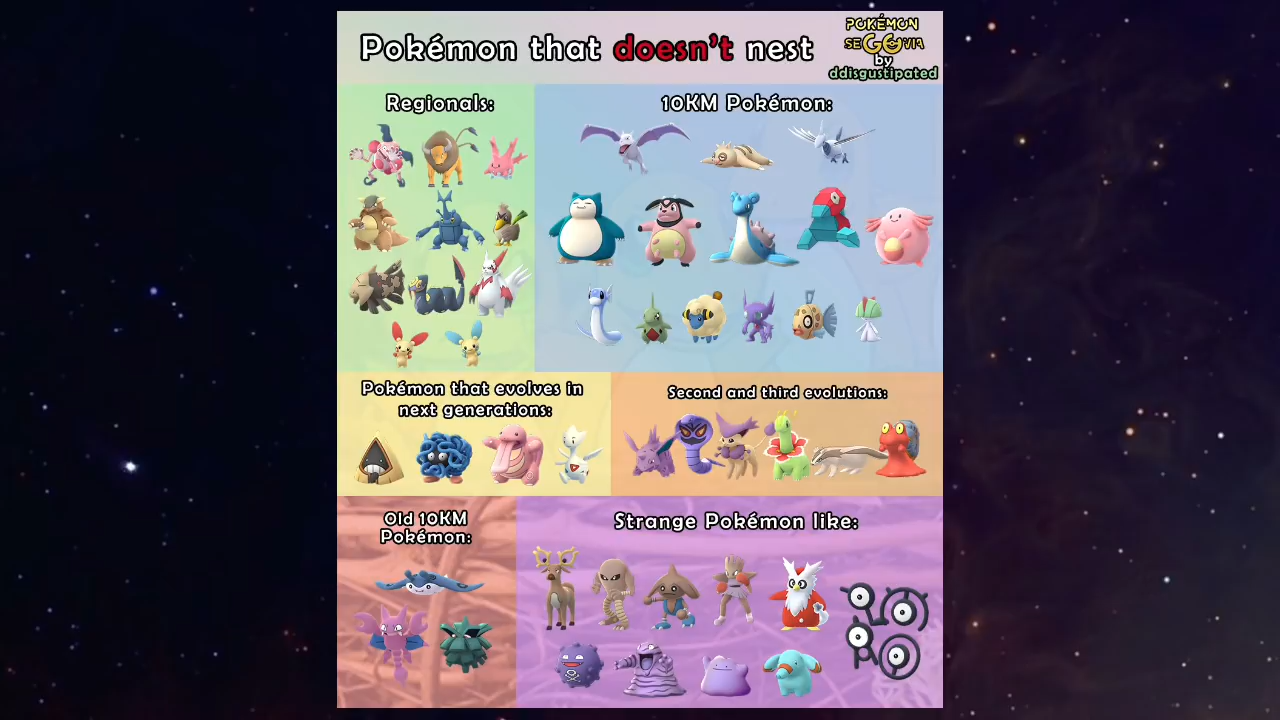 Pokémon that doesn't nest
POKÉMON
SEGOVIA
by
ddisgustipated
Regionals:
10KM Pokémon:
Pokémon that evolves in
next generations:
Second and third evolutions:
Old 10KM
Pokémon:
Strange Pokémon like: